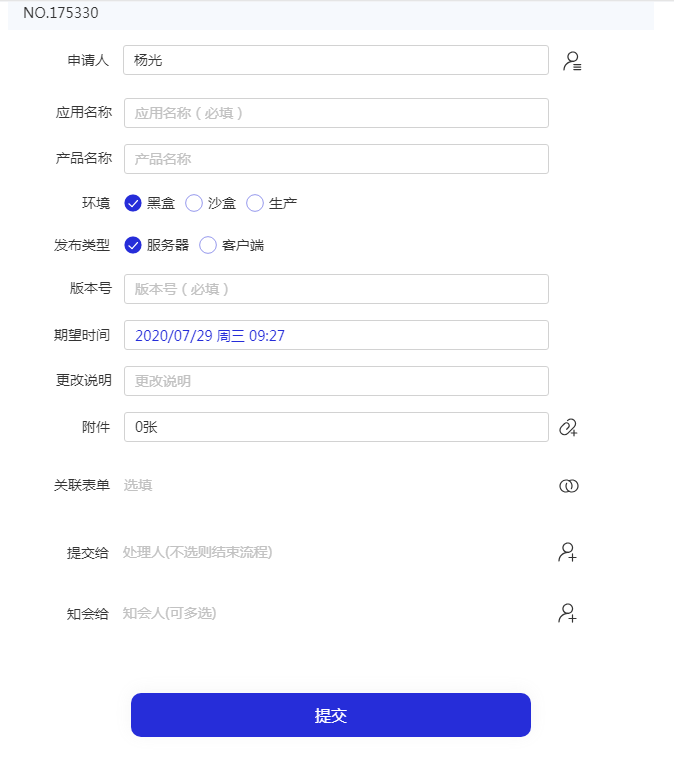 NO.175330
申请人 杨光
应用名称 应用名称（必填）
产品名称 产品名称
环境 黑盒 沙盒 生产
发布类型 服务器 客户端
版本号 版本号（必填）
期望时间 2020/07/29 周三 09:27
更改说明 更改说明
附件 0张
关联表单 选填
提交给 处理人(不选则结束流程)
知会给 知会人(可多选)
提交